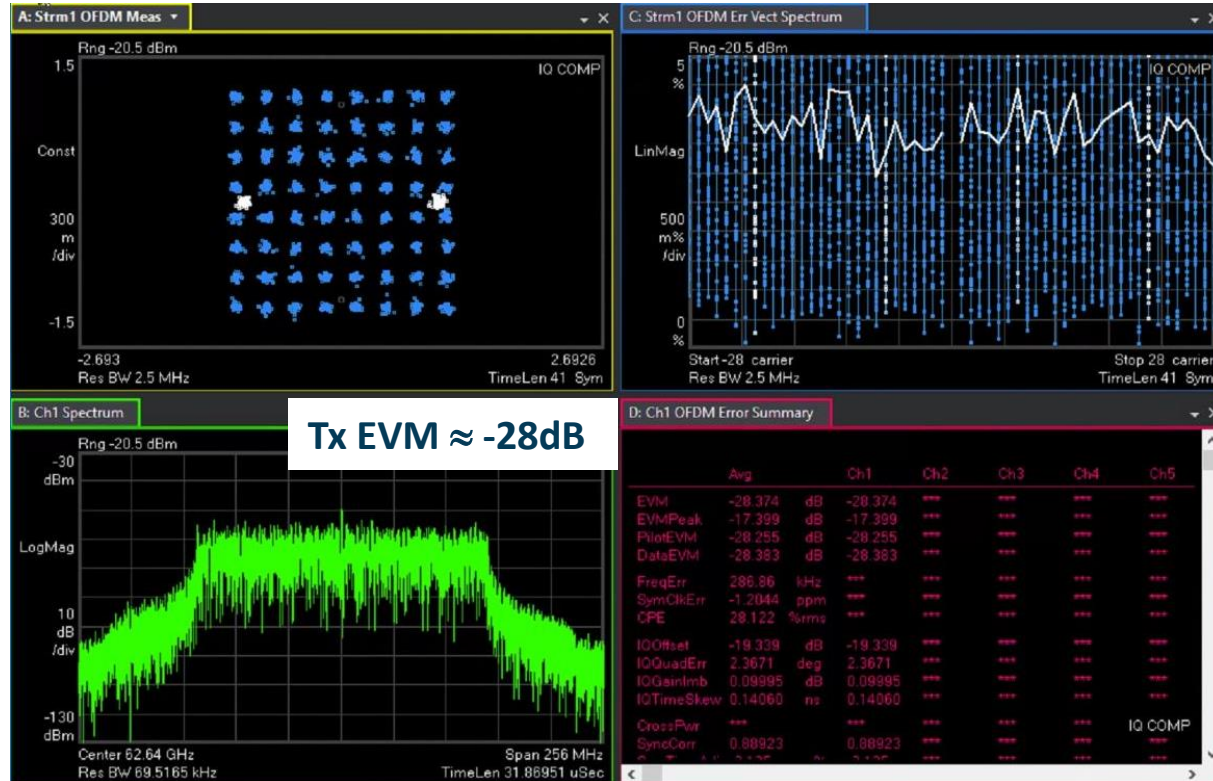 A: Strm1 OFDM Meas
Rng -20.5 dBm
1.5
IQ COMP
Const
300
m
/div
-1.5
-2.693
2.6926
Res BW 2.5 MHz
TimeLen 41 Sym
C: Strm1 OFDM Err Vect Spectrum
Rng -20.5 dBm
5
%
IQ COMP
LinMag
500
m%
/div
0
%
Start -28 carrier
Stop 28 carrier
Res BW 2.5 MHz
TimeLen 41 Sym
B: Ch1 Spectrum
Tx EVM ≈ -28dB
Rng -20.5 dBm
-30
dBm
LogMag
10
dB
/div
-130
dBm
Center 62.64 GHz
Span 256 MHz
Res BW 69.5165 kHz
TimeLen 31.86951 uSec
D: Ch1 OFDM Error Summary
Avg Ch1 Ch2 Ch3 Ch4 Ch5
EVM -28.374 dB -28.374 *** *** *** ***
EVMPeak -17.399 dB -17.399 *** *** *** ***
PilotEVM -28.255 dB -28.255 *** *** *** ***
DataEVM -28.383 dB -28.383 *** *** *** ***
FreqErr 286.86 kHz *** *** *** *** ***
SymClkErr -1.2044 ppm *** *** *** *** ***
CPE 28.122 %rms *** *** *** *** ***
IQOffset -19.339 dB -19.339 *** *** *** ***
IQQuadErr 2.3671 deg 2.3671 *** *** *** ***
IQGainImb 0.09995 dB 0.09995 *** *** *** ***
IQTimeSkew 0.14060 ns 0.14060 *** *** *** ***
CrossPwr *** *** *** *** *** IQ COMP
SyncCorr 0.88923 0.88923 *** *** *** ***